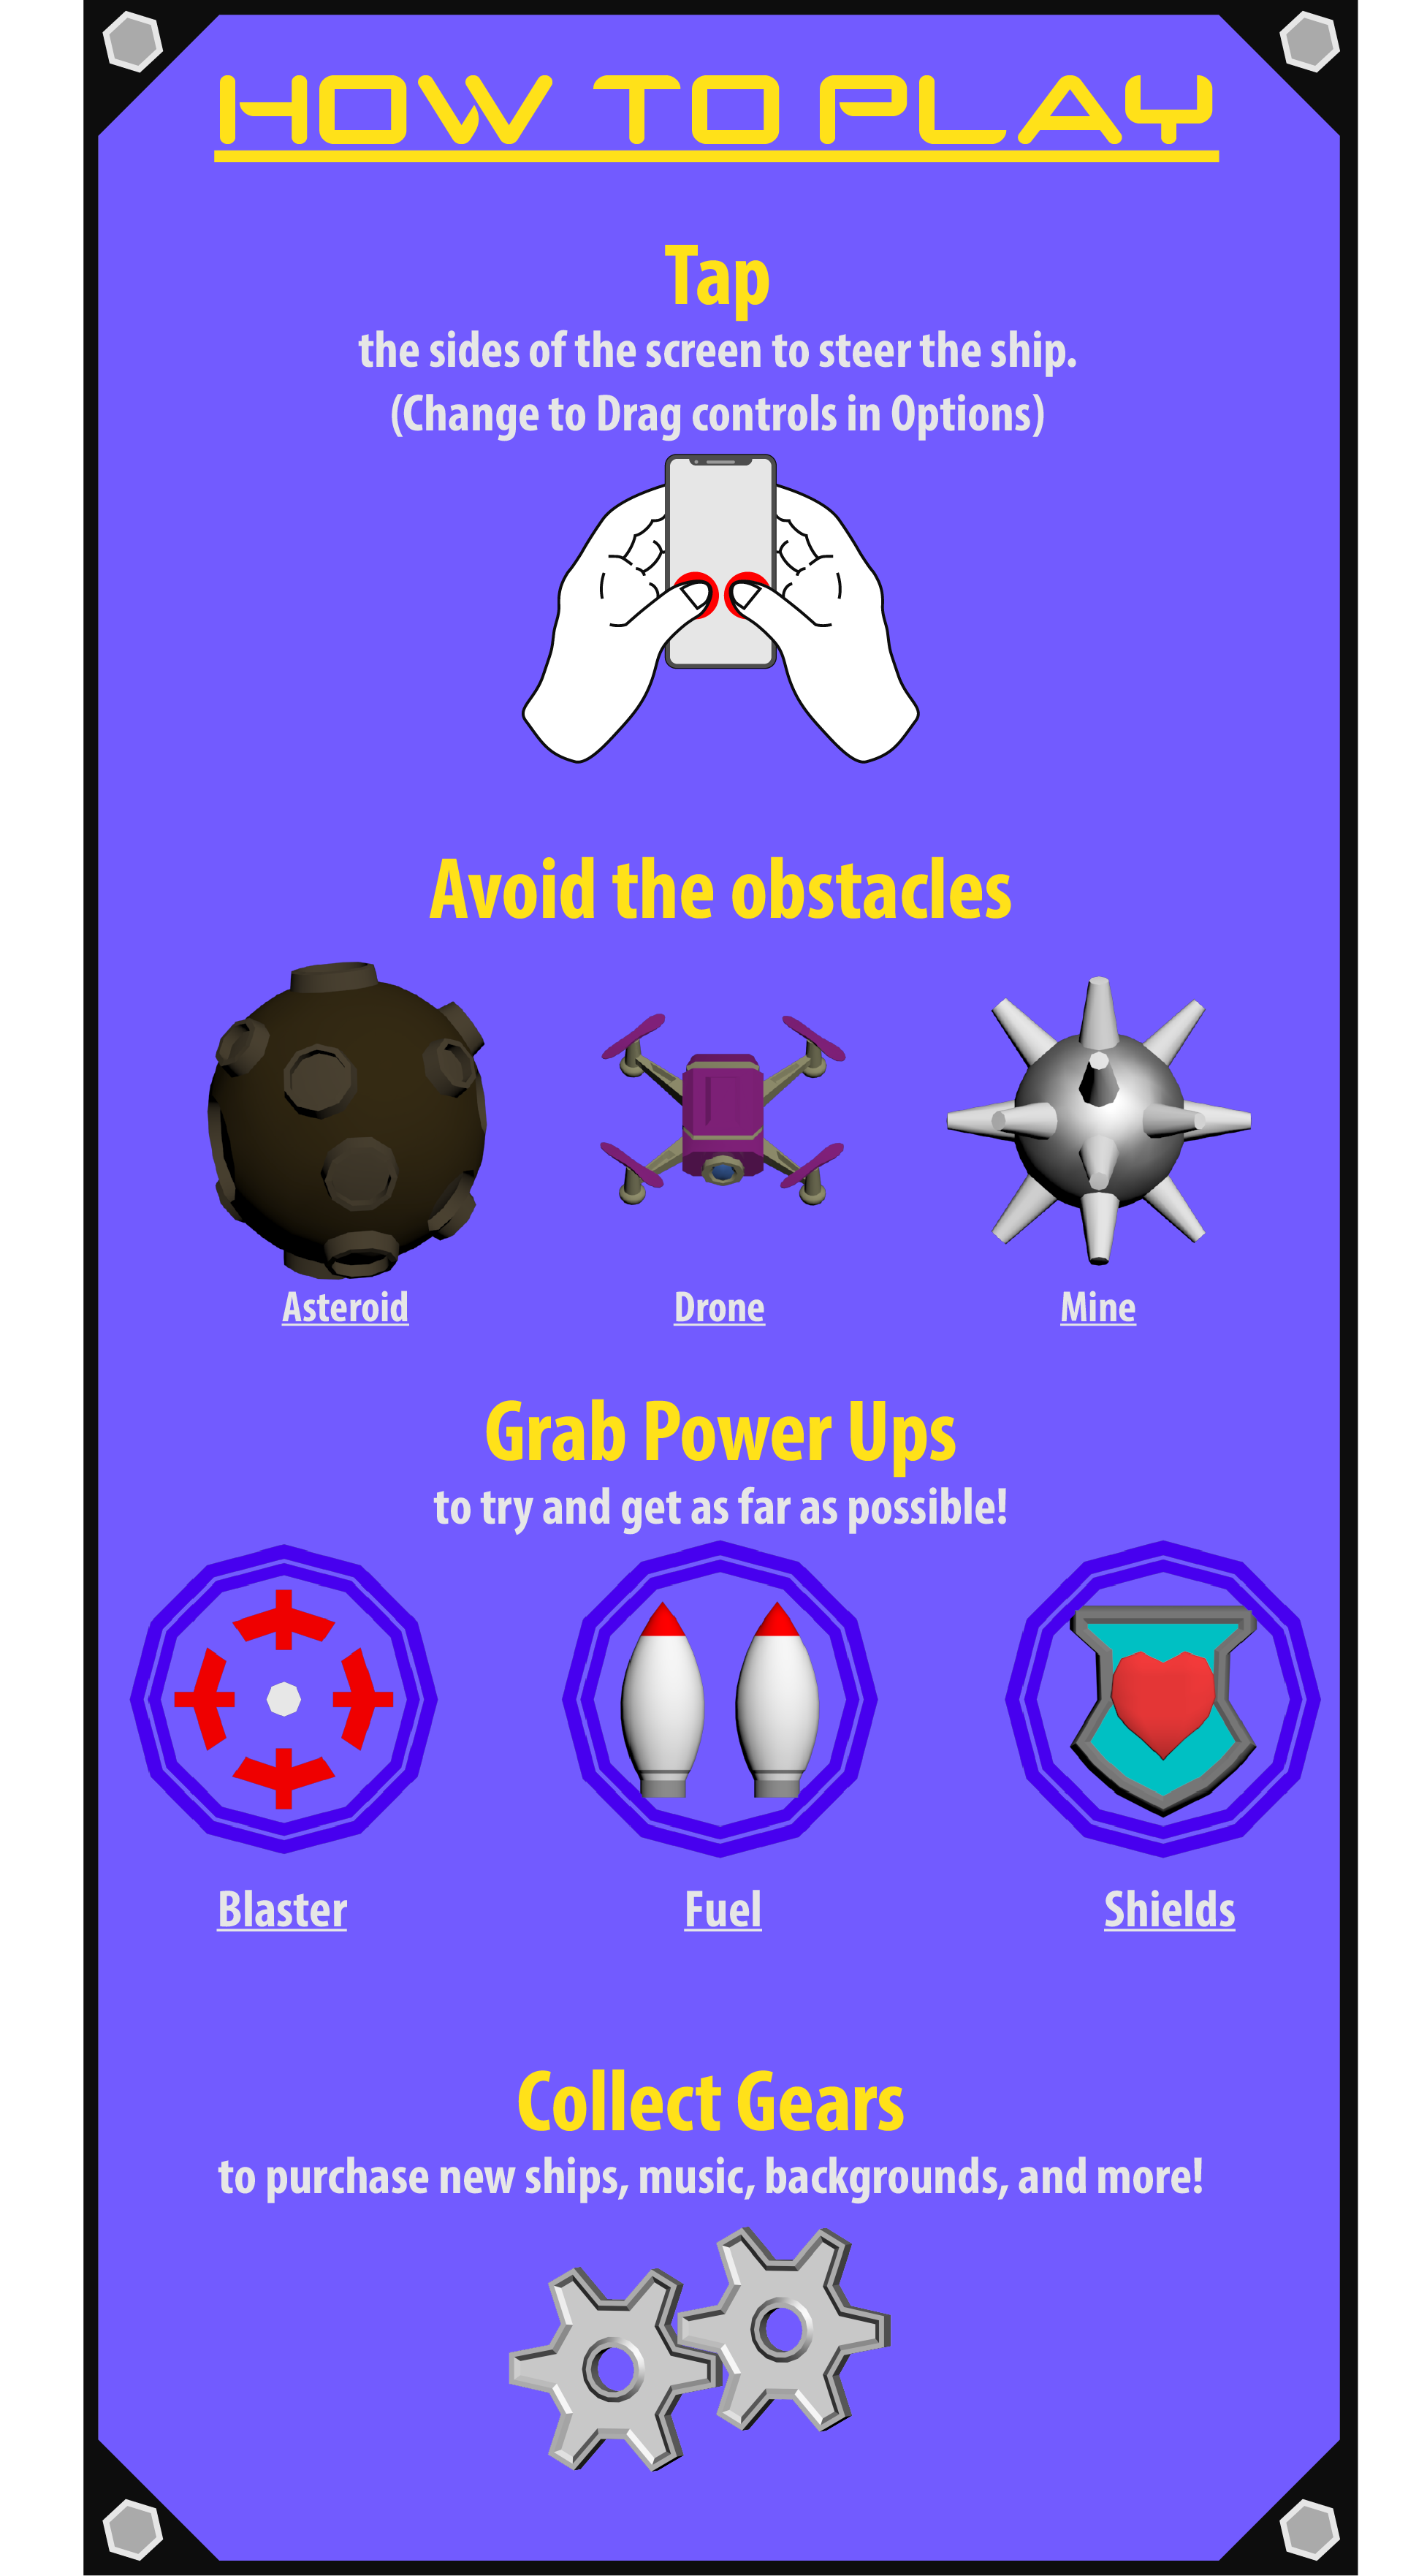 HOW TO PLAY
Tap
the sides of the screen to steer the ship.
(Change to Drag controls in Options)
Avoid the obstacles
Asteroid Drone Mine
Grab Power Ups
to try and get as far as possible!
Blaster Fuel Shields
Collect Gears
to purchase new ships, music, backgrounds, and more!